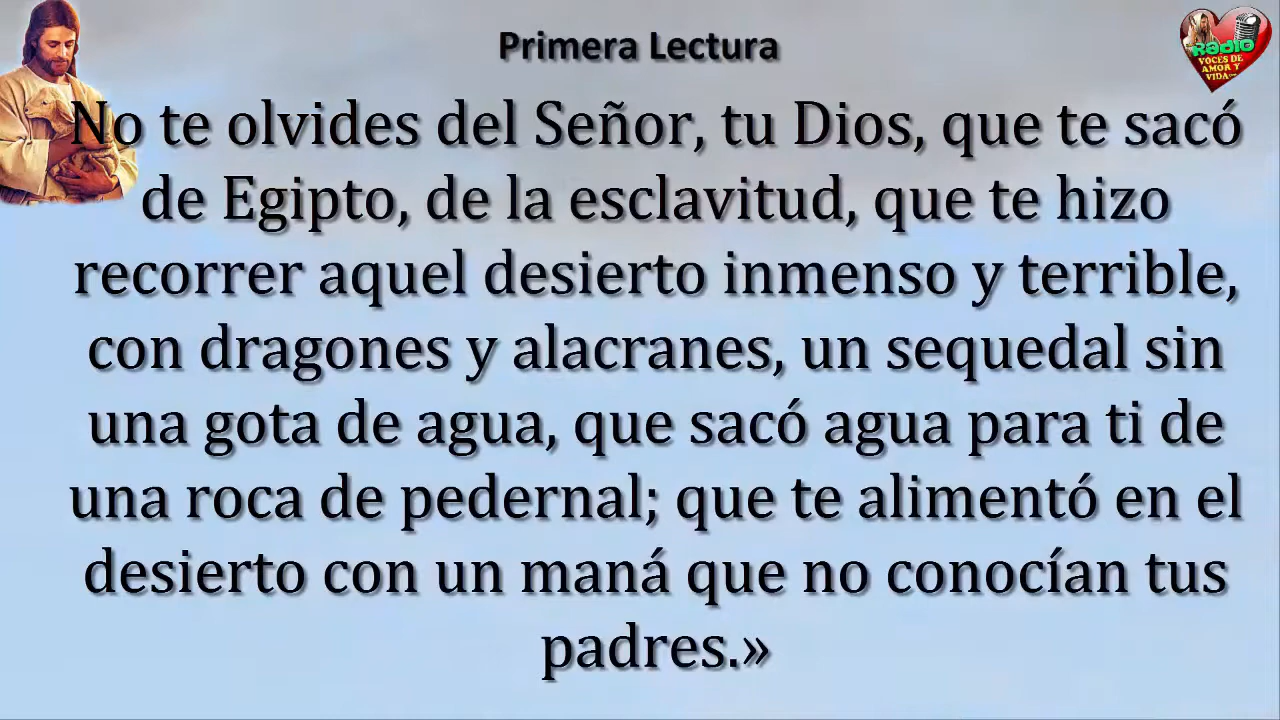 Primera Lectura
RADIO
VOCES DE
AMOR Y
VIDA
No te olvides del Señor, tu Dios, que te sacó
de Egipto, de la esclavitud, que te hizo
recorrer aquel desierto inmenso y terrible,
con dragones y alacranes, un sequedal sin
una gota de agua, que sacó agua para ti de
una roca de pedernal; que te alimentó en el
desierto con un maná que no conocían tus
padres.»